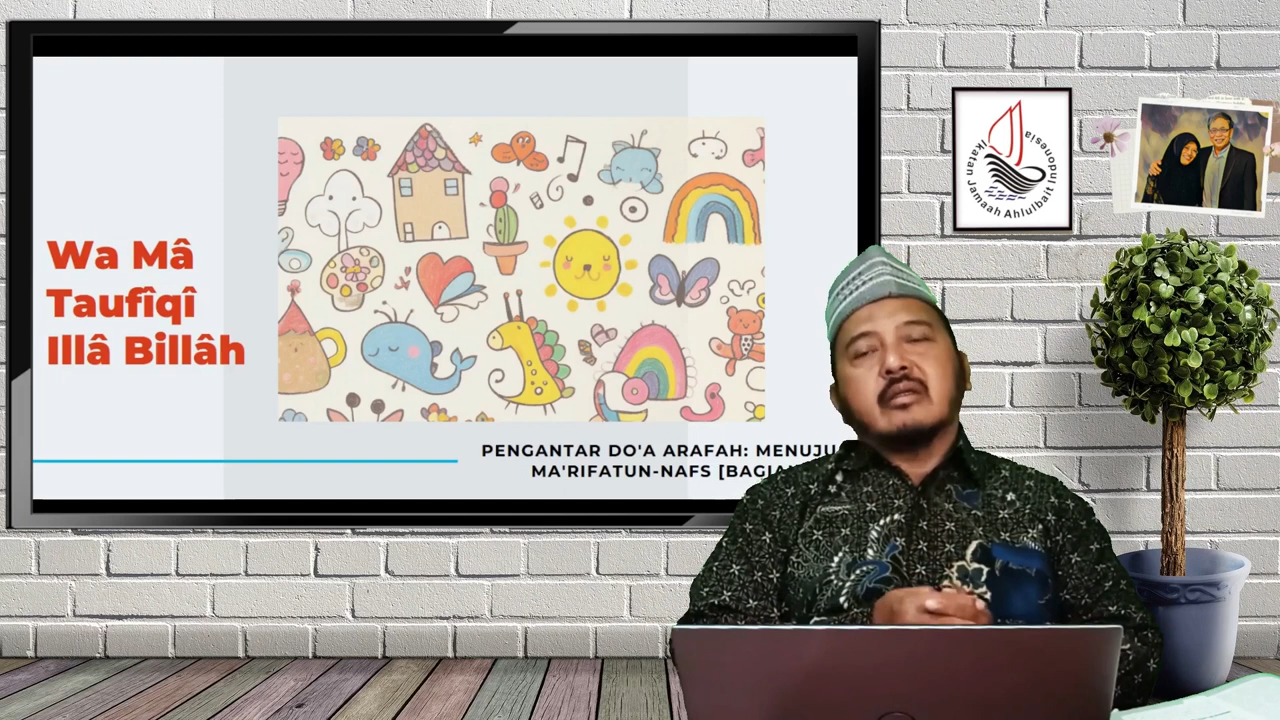 Wa Mâ
Taufîqî
Illâ Billâh
PENGANTAR DO'A ARAFAH: MENUJU
MA'RIFATUN-NAFS
Ikatan Jamaah Ahlulbait Indonesia